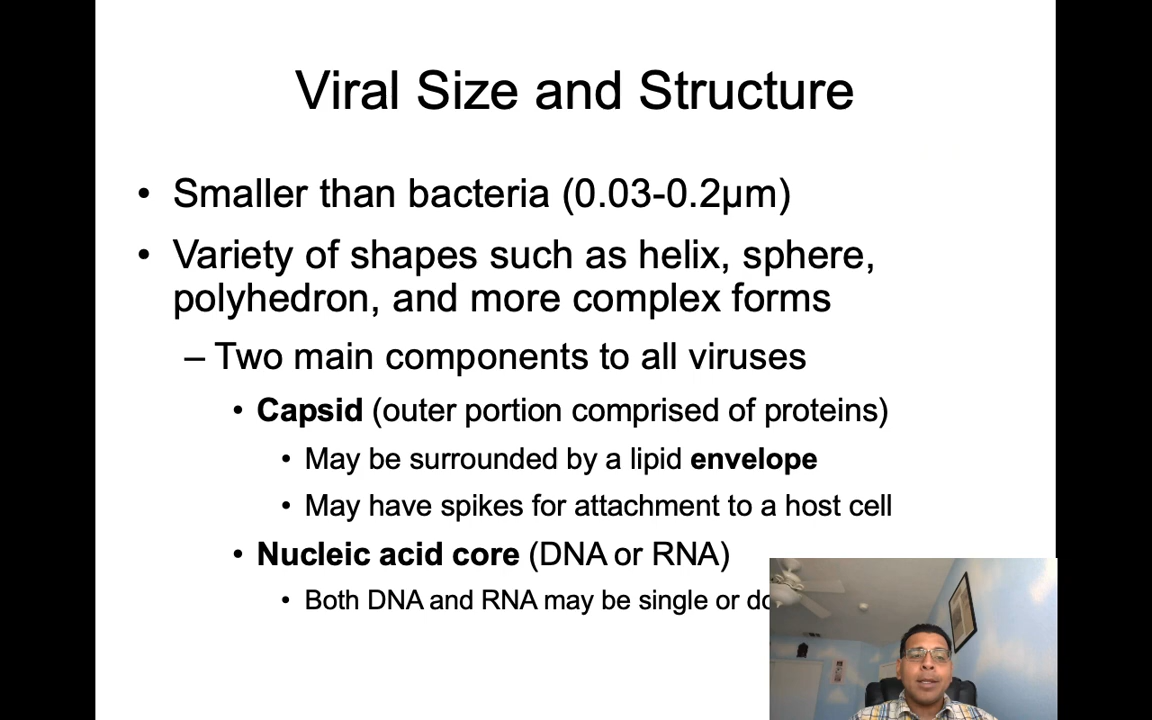 Viral Size and Structure
• Smaller than bacteria (0.03-0.2µm)
• Variety of shapes such as helix, sphere,
polyhedron, and more complex forms
– Two main components to all viruses
• Capsid (outer portion comprised of proteins)
• May be surrounded by a lipid envelope
• May have spikes for attachment to a host cell
• Nucleic acid core (DNA or RNA)
• Both DNA and RNA may be single or